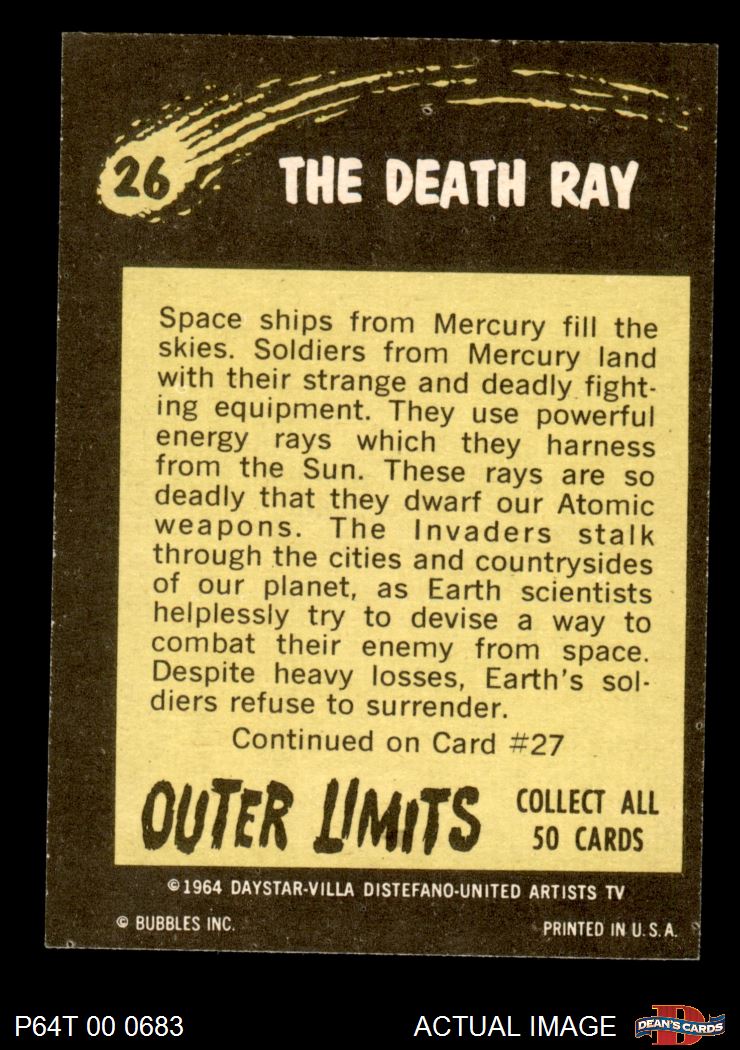 26
THE DEATH RAY
Space ships from Mercury fill the
skies. Soldiers from Mercury land
with their strange and deadly fight-
ing equipment. They use powerful
energy rays which they harness
from the Sun. These rays are so
deadly that they dwarf our Atomic
weapons. The Invaders stalk
through the cities and countrysides
of our planet, as Earth scientists
helplessly try to devise a way to
combat their enemy from space.
Despite heavy losses, Earth's sol-
diers refuse to surrender.
Continued on Card #27
OUTER LIMITS
COLLECT ALL
50 CARDS
©1964 DAYSTAR-VILLA DISTEFANO-UNITED ARTISTS TV
© BUBBLES INC.
PRINTED IN U.S.A.
P64T 00 0683
ACTUAL IMAGE
D
DEAN'S CARDS